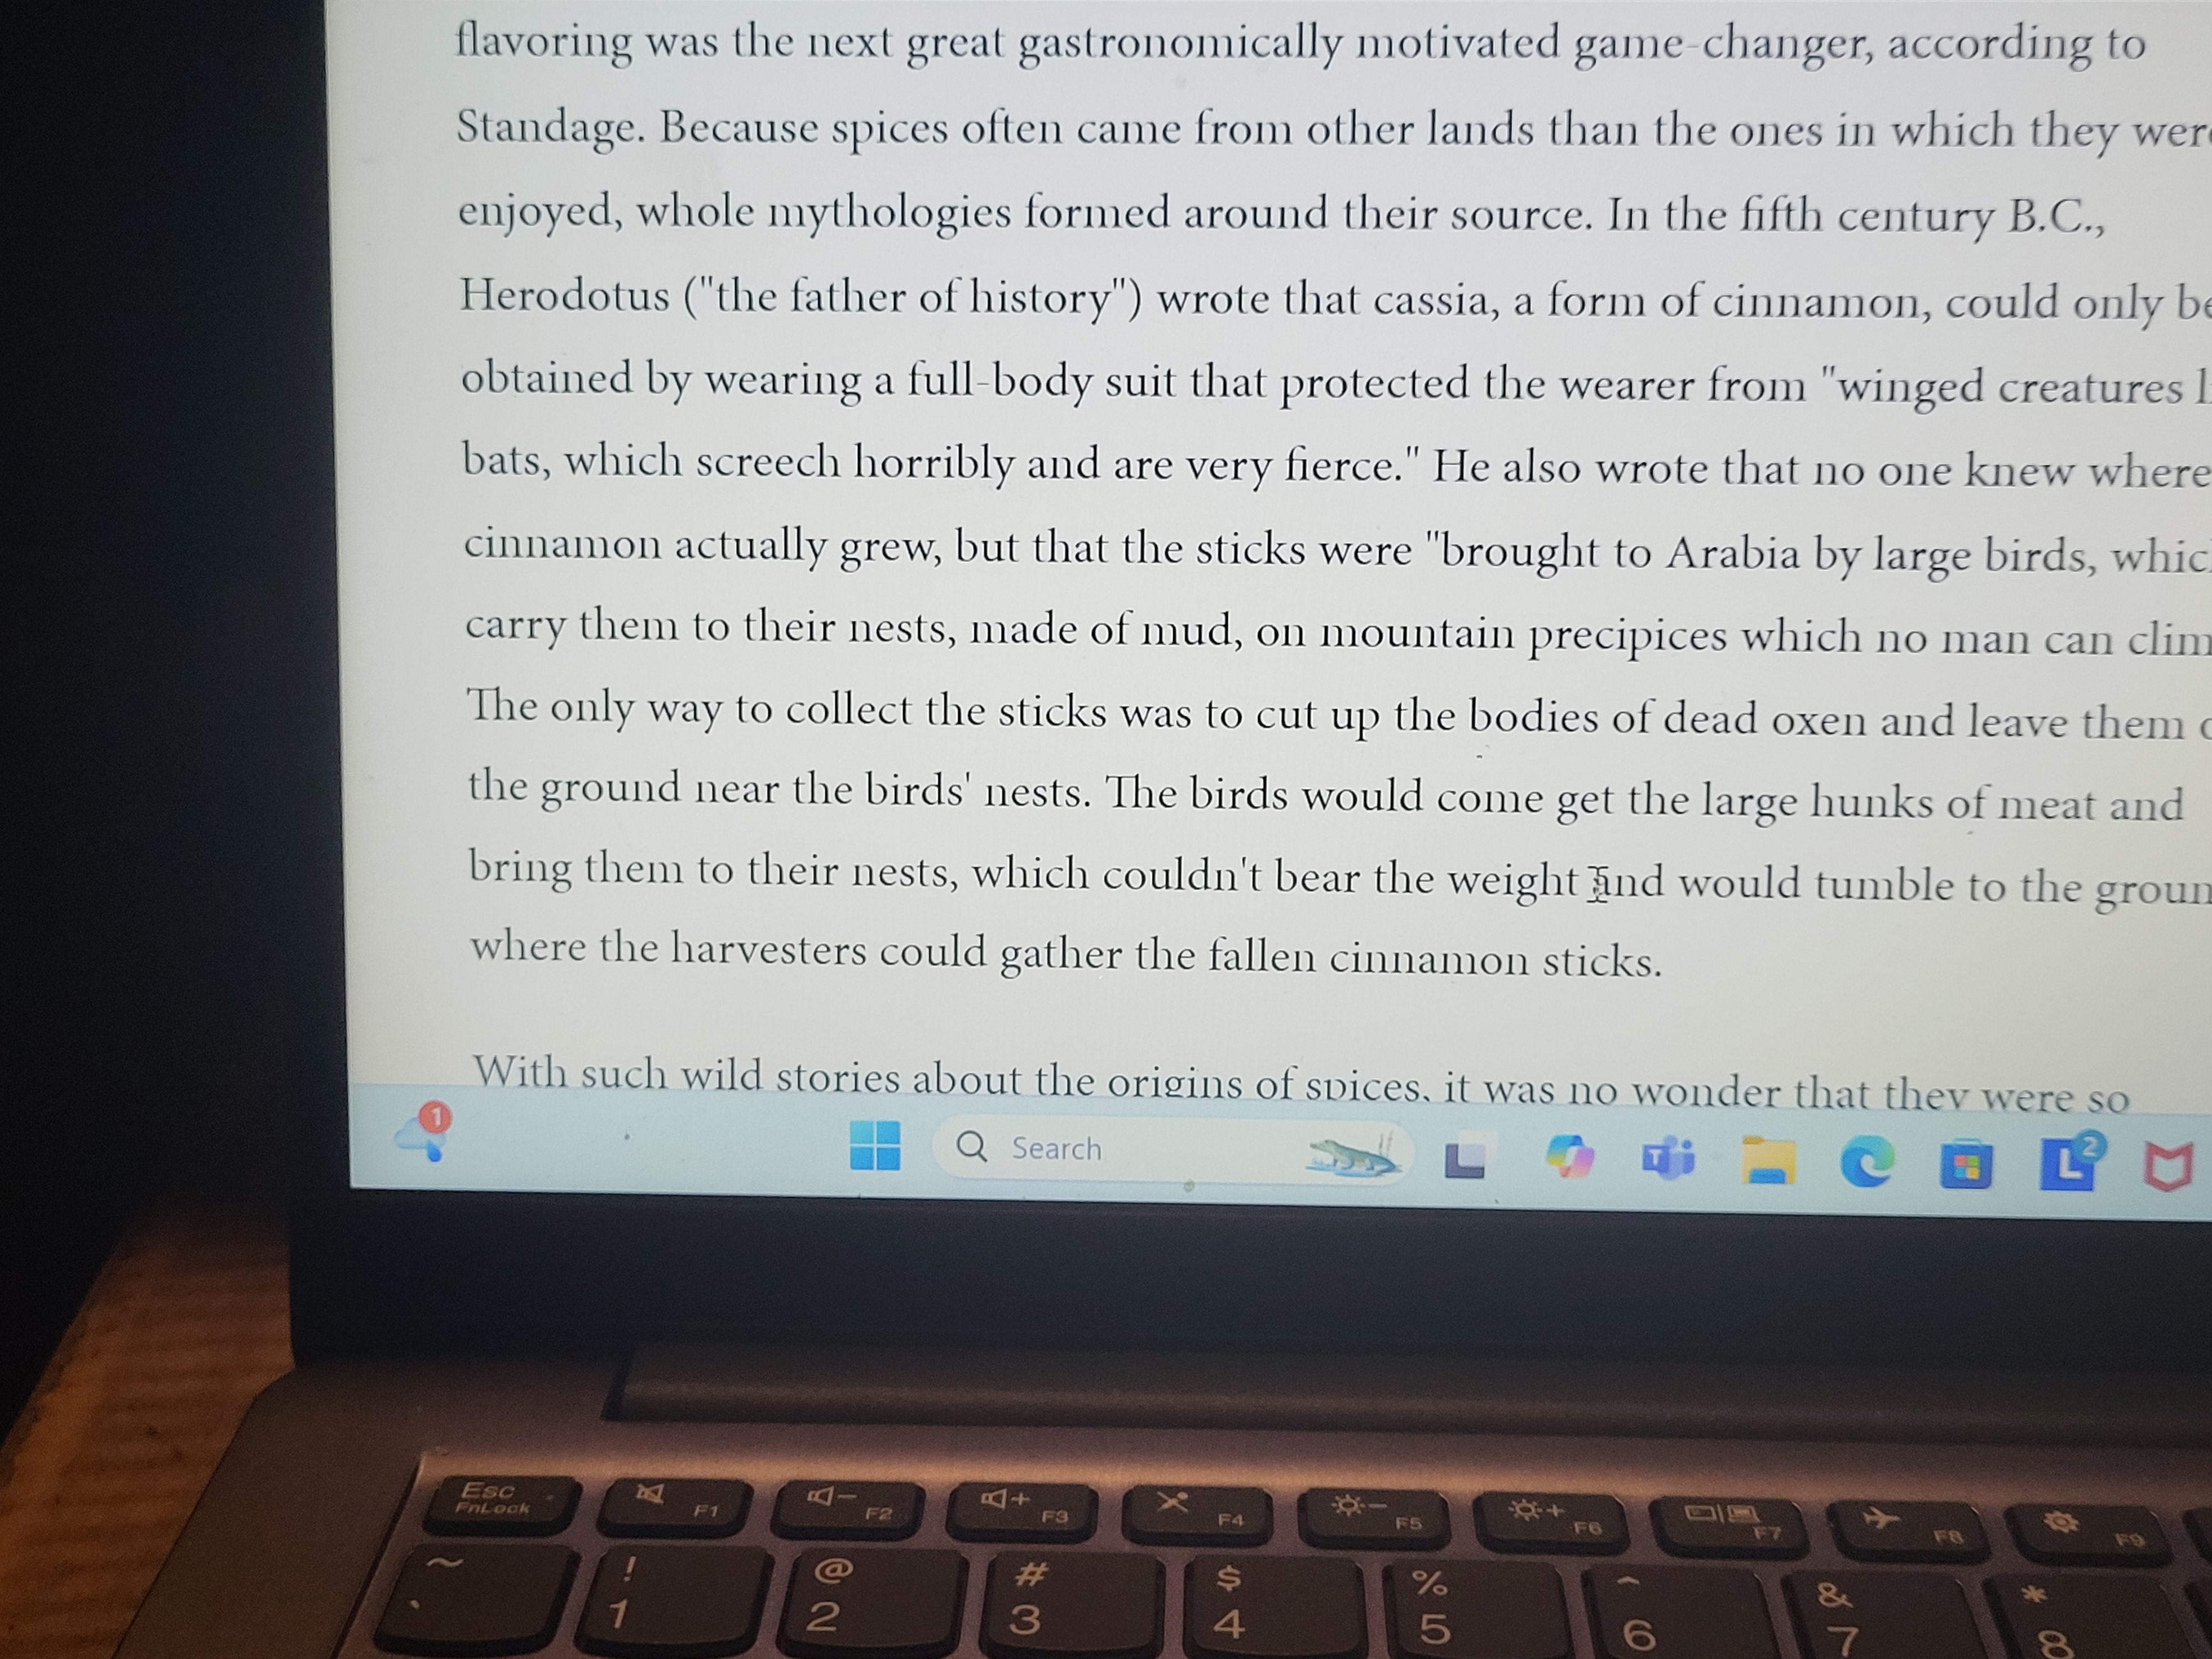 flavoring was the next great gastronomically motivated game-changer, according to
Standage. Because spices often came from other lands than the ones in which they
enjoyed, whole mythologies formed around their source. In the fifth century B.C.,
Herodotus ("the father of history") wrote that cassia, a form of cinnamon, could only
obtained by wearing a full-body suit that protected the wearer from "winged creatures
bats, which screech horribly and are very fierce." He also wrote that no one knew where
cinnamon actually grew, but that the sticks were "brought to Arabia by large birds,
carry them to their nests, made of mud, on mountain precipices which no man can
The only way to collect the sticks was to cut up the bodies of dead oxen and leave them
the ground near the birds' nests. The birds would come get the large hunks of meat and
bring them to their nests, which couldn't bear the weight and would tumble to the
where the harvesters could gather the fallen cinnamon sticks.
With such wild stories about the origins of spices, it was no wonder that they were so
1
Search
T
L 2
Esc
FnLock
F1
F2
F3
F4
F5
F6
F7
F8
F9
~ `
! 1
@ 2
# 3
$ 4
% 5
^ 6
& 7
* 8